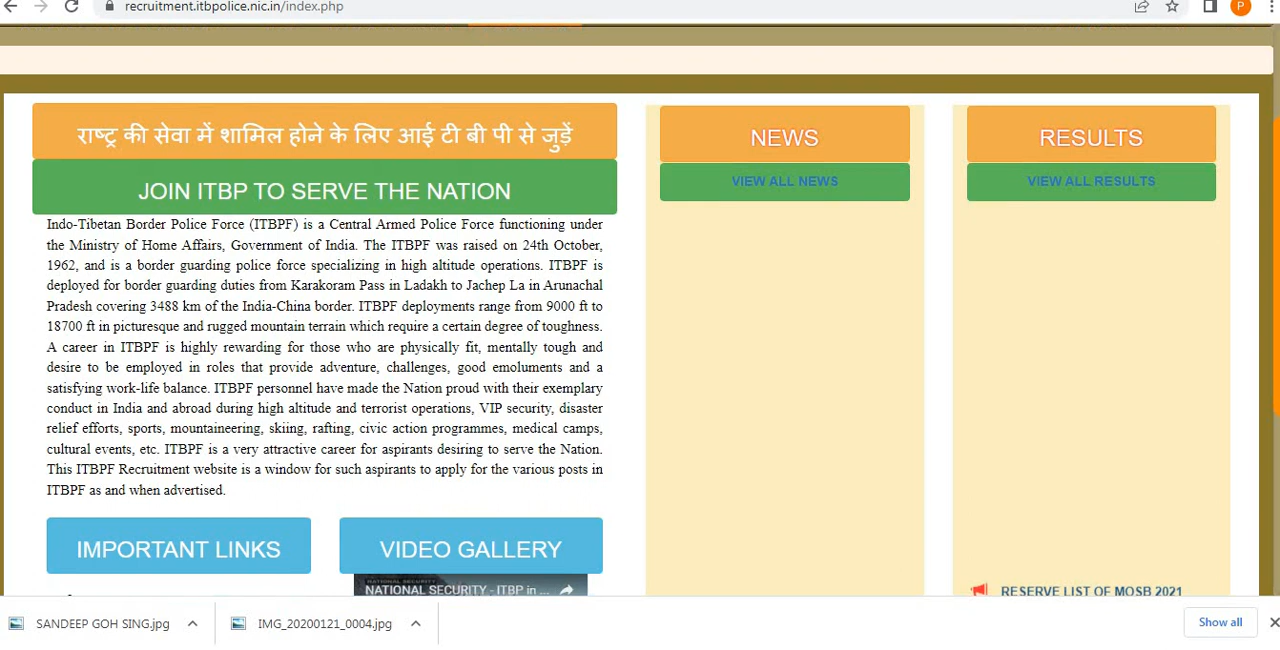 recruitment.itbpolice.nic.in/index.php
P
राष्ट्र की सेवा में शामिल होने के लिए आई टी बी पी से जुड़ें
JOIN ITBP TO SERVE THE NATION
Indo-Tibetan Border Police Force (ITBPF) is a Central Armed Police Force functioning under
the Ministry of Home Affairs, Government of India. The ITBPF was raised on 24th October,
1962, and is a border guarding police force specializing in high altitude operations. ITBPF is
deployed for border guarding duties from Karakoram Pass in Ladakh to Jachep La in Arunachal
Pradesh covering 3488 km of the India-China border. ITBPF deployments range from 9000 ft to
18700 ft in picturesque and rugged mountain terrain which require a certain degree of toughness.
A career in ITBPF is highly rewarding for those who are physically fit, mentally tough and
desire to be employed in roles that provide adventure, challenges, good emoluments and a
satisfying work-life balance. ITBPF personnel have made the Nation proud with their exemplary
conduct in India and abroad during high altitude and terrorist operations, VIP security, disaster
relief efforts, sports, mountaineering, skiing, rafting, civic action programmes, medical camps,
cultural events, etc. ITBPF is a very attractive career for aspirants desiring to serve the Nation.
This ITBPF Recruitment website is a window for such aspirants to apply for the various posts in
ITBPF as and when advertised.
IMPORTANT LINKS
VIDEO GALLERY
NATIONAL SECURITY
NATIONAL SECURITY - ITBP in ...
NEWS
VIEW ALL NEWS
RESULTS
VIEW ALL RESULTS
RESERVE LIST OF MOSB 2021
SANDEEP GOH SING.jpg
IMG_20200121_0004.jpg
Show all